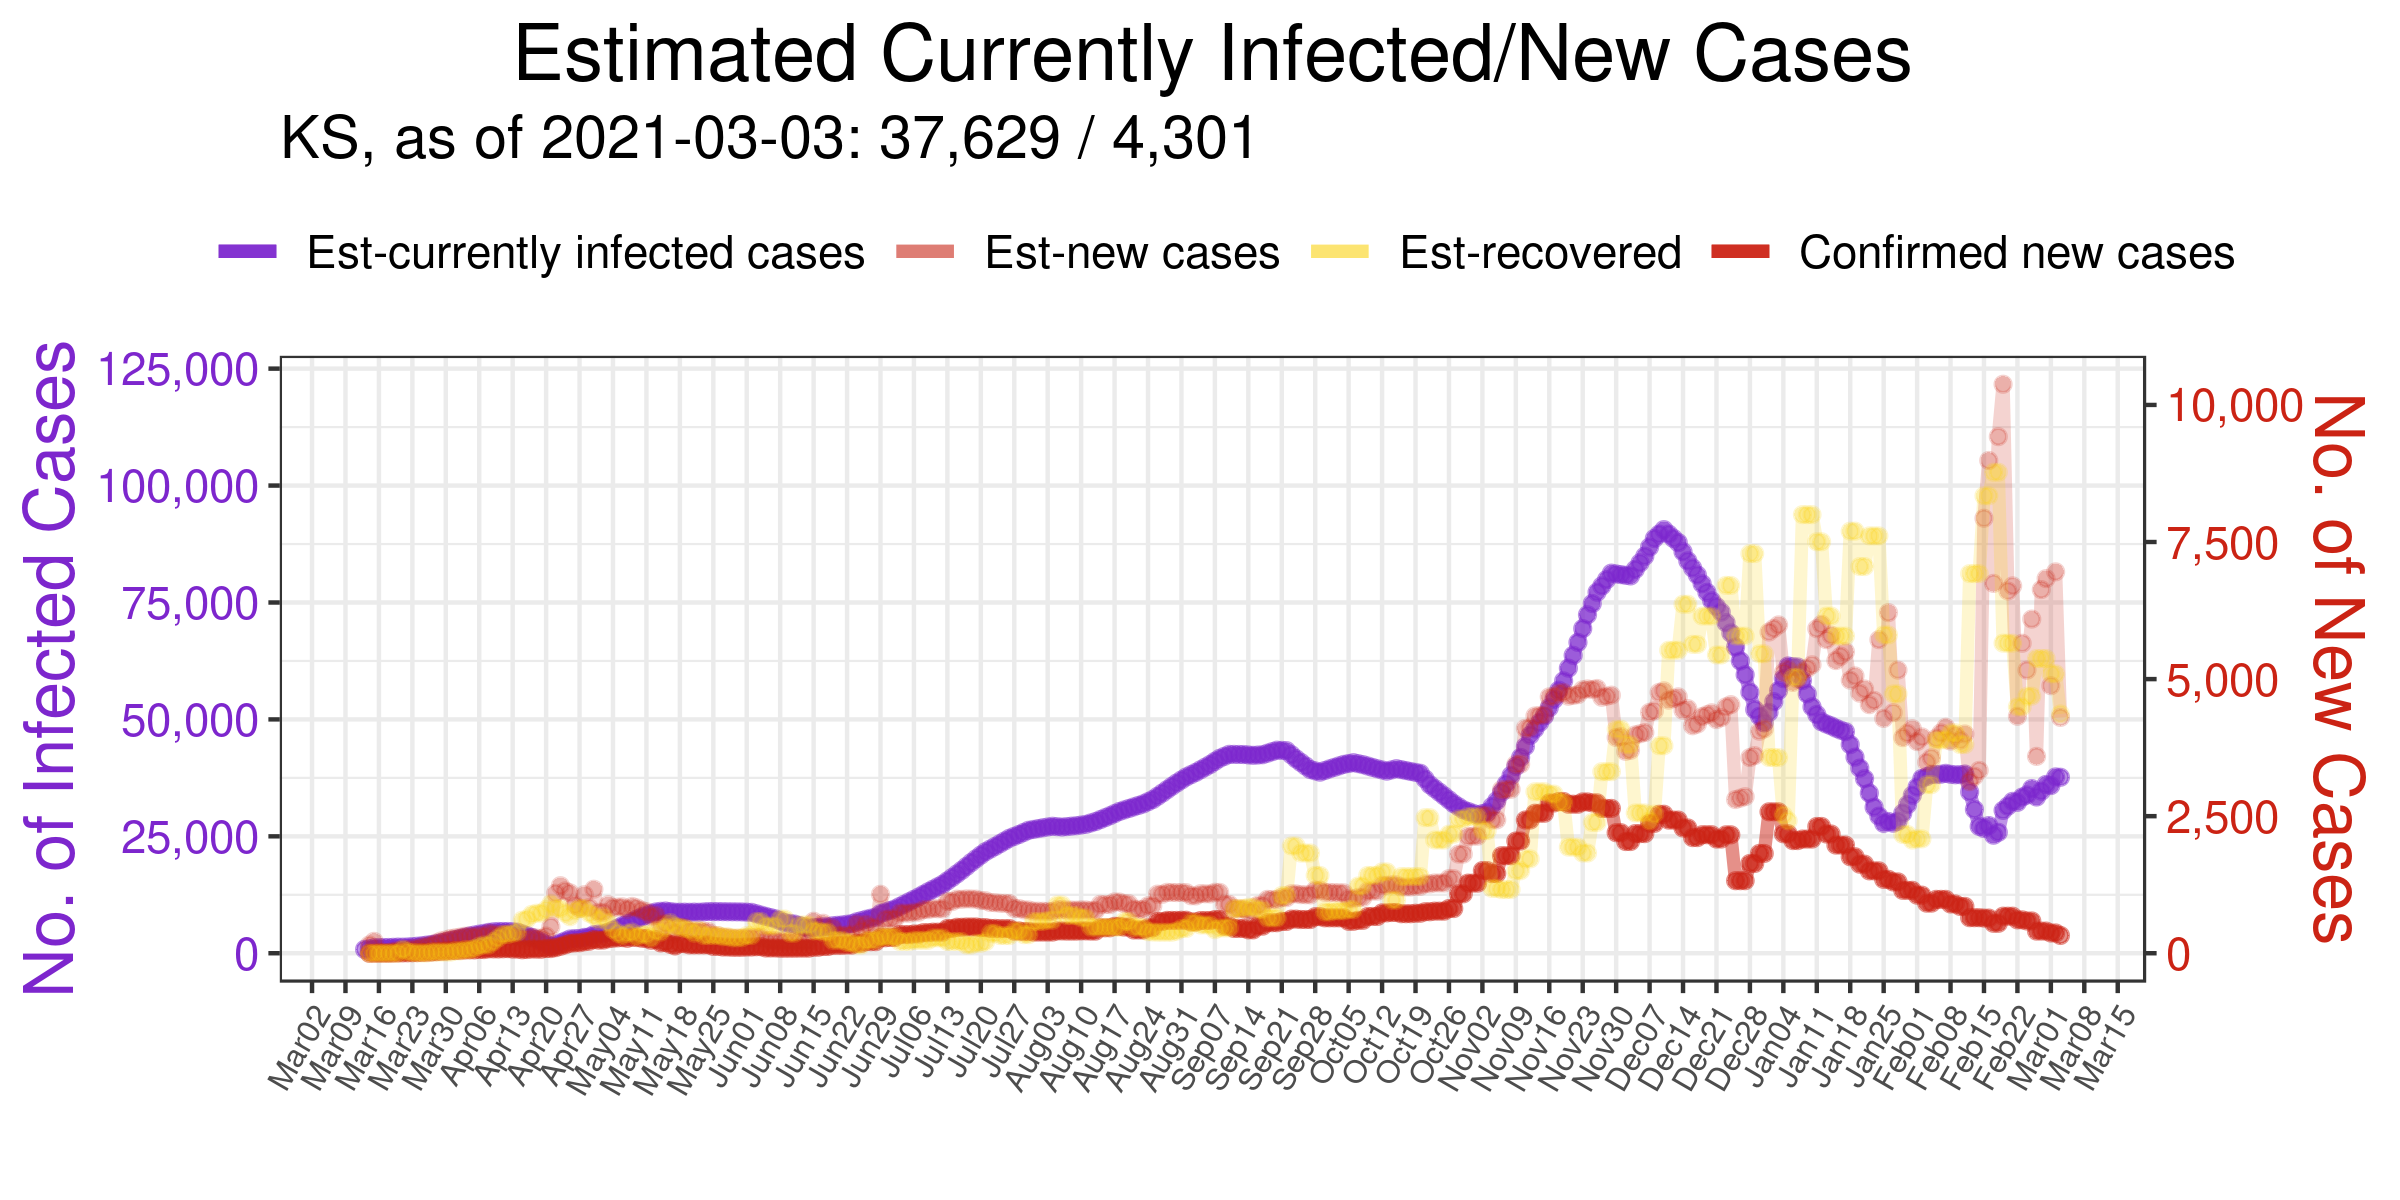 Estimated Currently Infected/New Cases
KS, as of 2021-03-03: 37,629 / 4,301
Est-currently infected cases
Est-new cases
Est-recovered
Confirmed new cases
No. of Infected Cases
125,000
100,000
75,000
50,000
25,000
0
10,000
7,500
5,000
2,500
0
No. of New Cases
Mar02
Mar09
Mar16
Mar23
Mar30
Apr06
Apr13
Apr20
Apr27
May04
May11
May18
May25
Jun01
Jun08
Jun15
Jun22
Jun29
Jul06
Jul13
Jul20
Jul27
Aug03
Aug10
Aug17
Aug24
Aug31
Sep07
Sep14
Sep21
Sep28
Oct05
Oct12
Oct19
Oct26
Nov02
Nov09
Nov16
Nov23
Nov30
Dec07
Dec14
Dec21
Dec28
Jan04
Jan11
Jan18
Jan25
Feb01
Feb08
Feb15
Feb22
Mar01
Mar08
Mar15